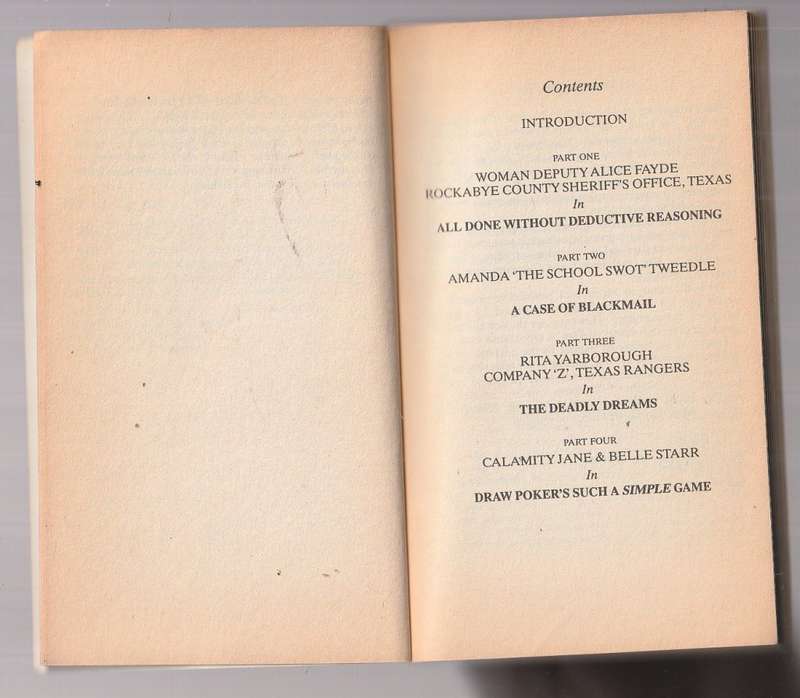 Contents
INTRODUCTION
PART ONE
WOMAN DEPUTY ALICE FAYDE
ROCKABYE COUNTY SHERIFF'S OFFICE, TEXAS
In
ALL DONE WITHOUT DEDUCTIVE REASONING
PART TWO
AMANDA 'THE SCHOOL SWOT' TWEEDLE
In
A CASE OF BLACKMAIL
PART THREE
RITA YARBOROUGH
COMPANY 'Z', TEXAS RANGERS
In
THE DEADLY DREAMS
PART FOUR
CALAMITY JANE & BELLE STARR
In
DRAW POKER'S SUCH A SIMPLE GAME